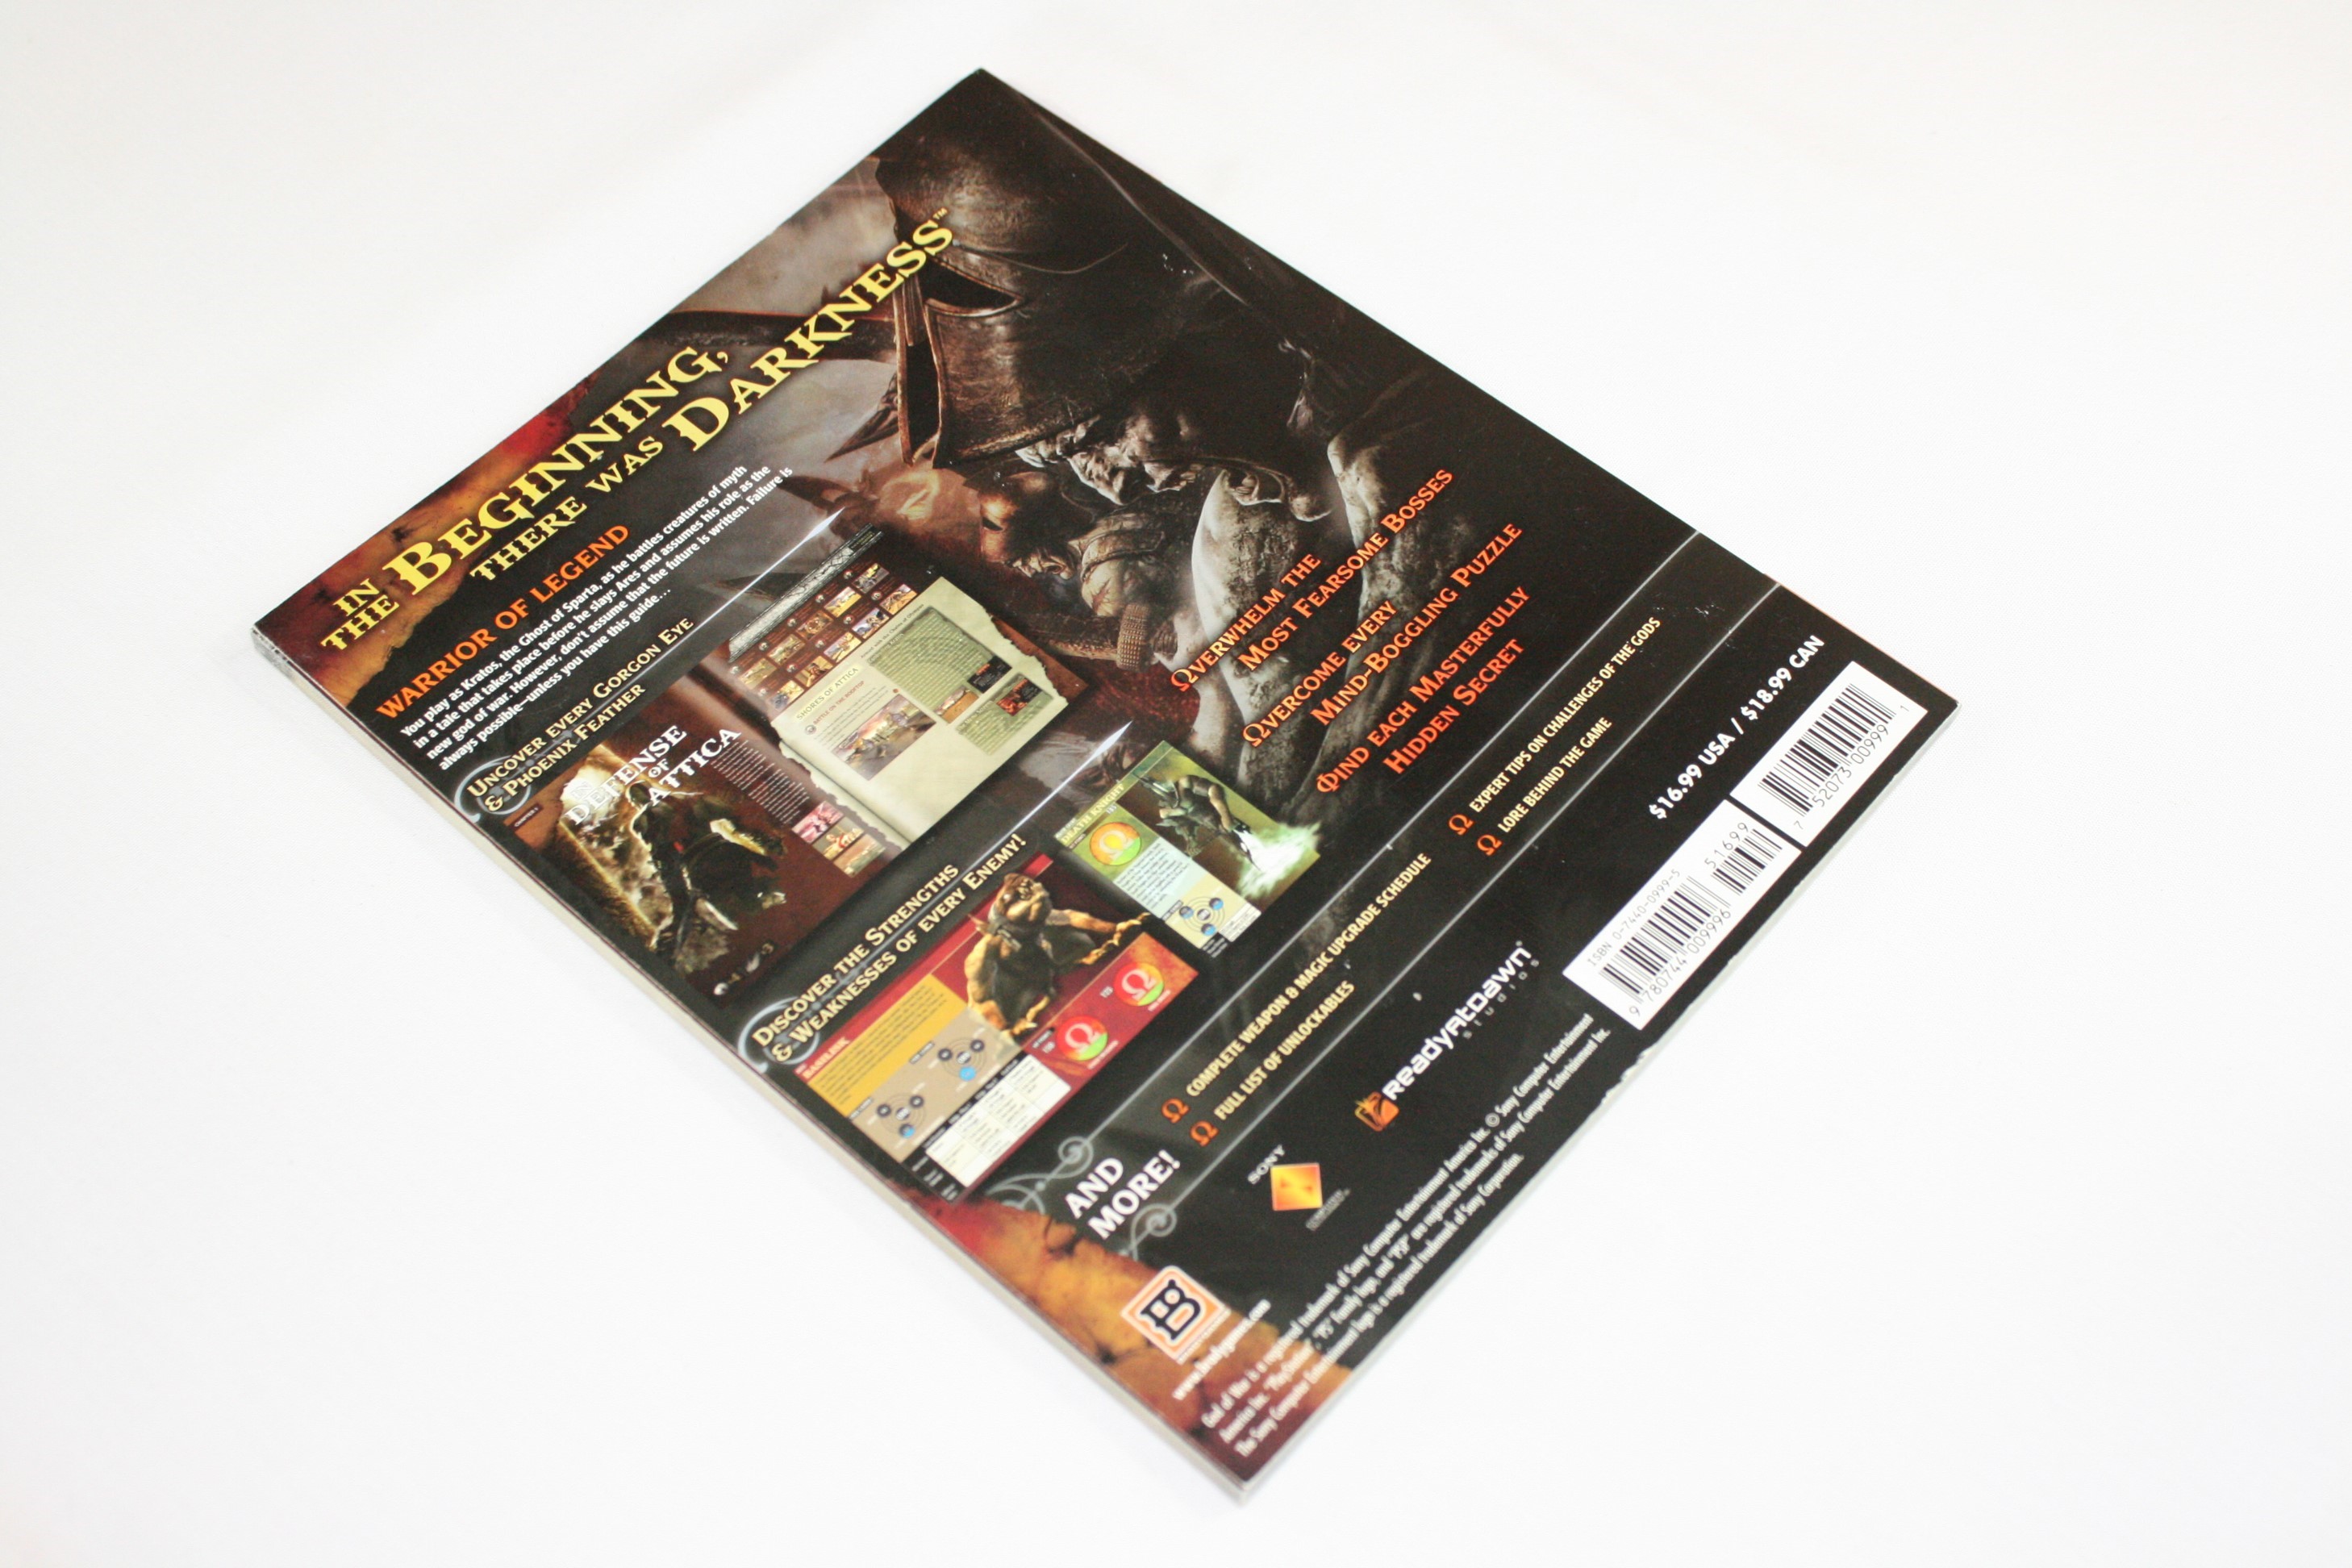 IN
THE BEGINNING,
THERE WAS DARKNESS™
WARRIOR OF LEGEND
You play as Kratos, the Ghost of Sparta, as he battles creatures of myth
in a tale that takes place before he slays Ares and assumes his role as the
new god of war. However, don't assume that the future is written. Failure is
always possible—unless you have this guide...
UNCOVER EVERY GORGON EYE
& PHOENIX FEATHER
DEFENSE
OF
ATTICA
SHORES OF ATTICA
DISCOVER THE STRENGTHS
& WEAKNESSES OF EVERY ENEMY!
BASILISK
ΩVERWHELM THE
MOST FEARSOME BOSSES
ΩVERCOME EVERY
MIND-BOGGLING PUZZLE
ΦIND EACH MASTERFULLY
HIDDEN SECRET
AND
MORE!
Ω COMPLETE WEAPON & MAGIC UPGRADE SCHEDULE
Ω FULL LIST OF UNLOCKABLES
Ω EXPERT TIPS ON CHALLENGES OF THE GODS
Ω LORE BEHIND THE GAME
$16.99 USA / $18.99 CAN
ISBN 0-7440-0999-5
51699
9 780744 009996
7 52073 00999 1
SONY
ReadyAtDawn®
STUDIOS
www.bradygames.com
God of War is a registered trademark of Sony Computer Entertainment America Inc. © Sony Computer Entertainment
America Inc. "PlayStation", "PS" Family logo, and "PSP" are registered trademarks of Sony Computer Entertainment Inc.
The Sony Computer Entertainment logo is a registered trademark of Sony Corporation.